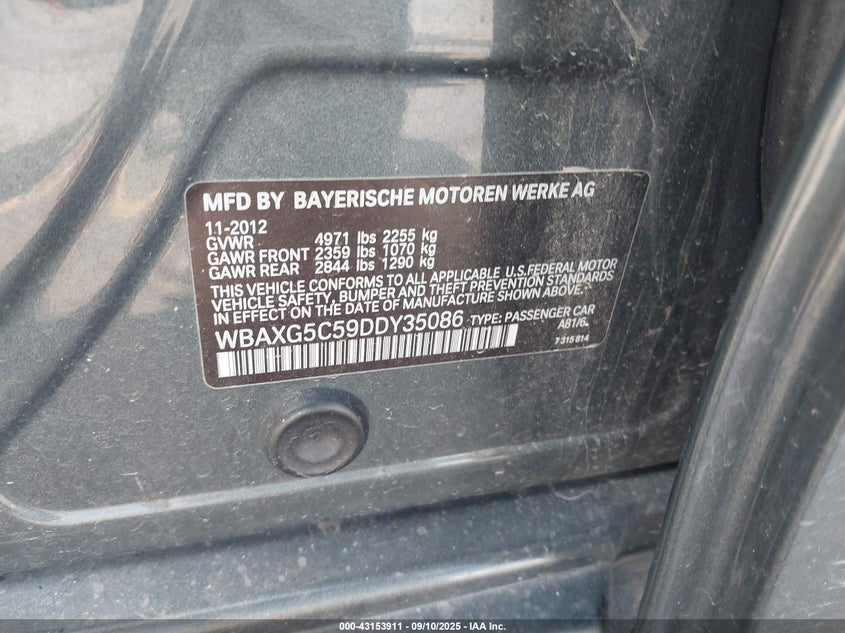 MFD BY BAYERISCHE MOTOREN WERKE AG
11-2012
GVWR 4971 lbs 2255 kg
GAWR FRONT 2359 lbs 1070 kg
GAWR REAR 2844 lbs 1290 kg
THIS VEHICLE CONFORMS TO ALL APPLICABLE U.S.FEDERAL MOTOR
VEHICLE SAFETY, BUMPER AND THEFT PREVENTION STANDARDS
IN EFFECT ON THE DATE OF MANUFACTURE SHOWN ABOVE.
WBAXG5C59DDY35086 TYPE: PASSENGER CAR
A81/6
7 315 814
000-43153911 - 09/10/2025 - IAA Inc.